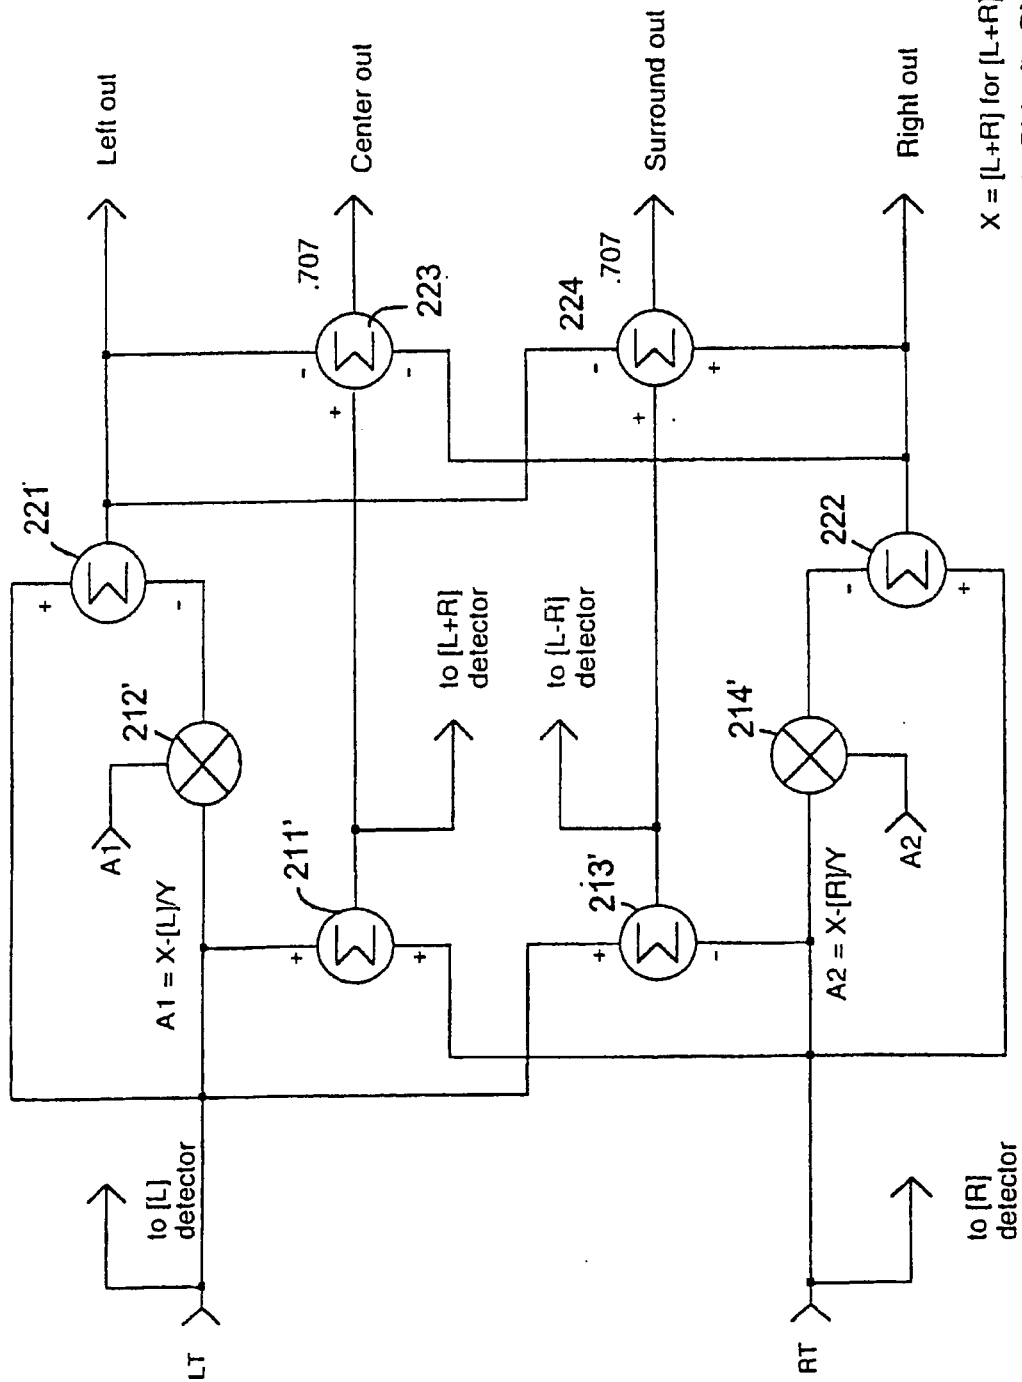 Left out
Center out
Surround out
Right out
.707
.707
223
224
221'
222
+
-
-
-
+
-
+
+
+
-
-
+
212'
214'
to [L+R]
detector
to [L-R]
detector
A1
A2
211'
213'
A1 = X-[L]/Y
A2 = X-[R]/Y
+
+
+
-
to [L]
detector
to [R]
detector
LT
RT
X = [L+R] for [L+R]